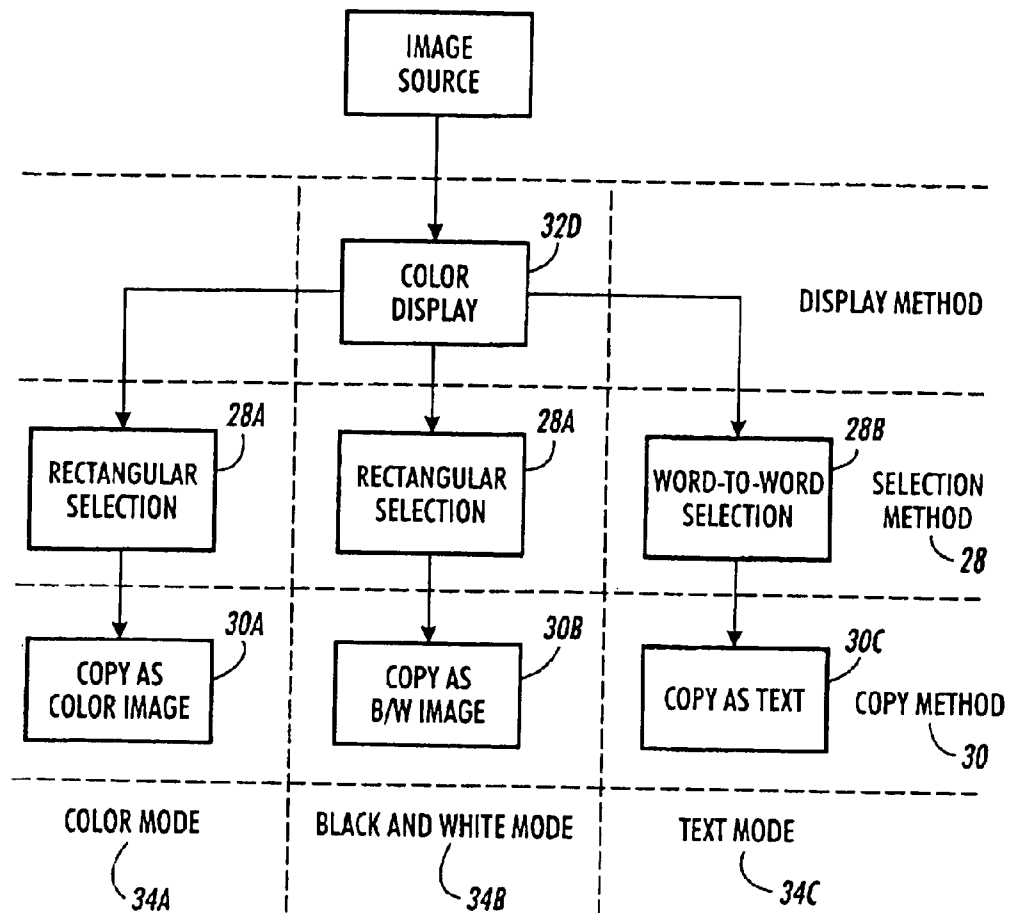 IMAGE
SOURCE
32D
COLOR
DISPLAY
DISPLAY METHOD
28A
RECTANGULAR
SELECTION
28A
RECTANGULAR
SELECTION
28B
WORD-TO-WORD
SELECTION
SELECTION
METHOD
28
30A
COPY AS
COLOR IMAGE
30B
COPY AS
B/W IMAGE
30C
COPY AS TEXT
COPY METHOD
30
COLOR MODE
34A
BLACK AND WHITE MODE
34B
TEXT MODE
34C